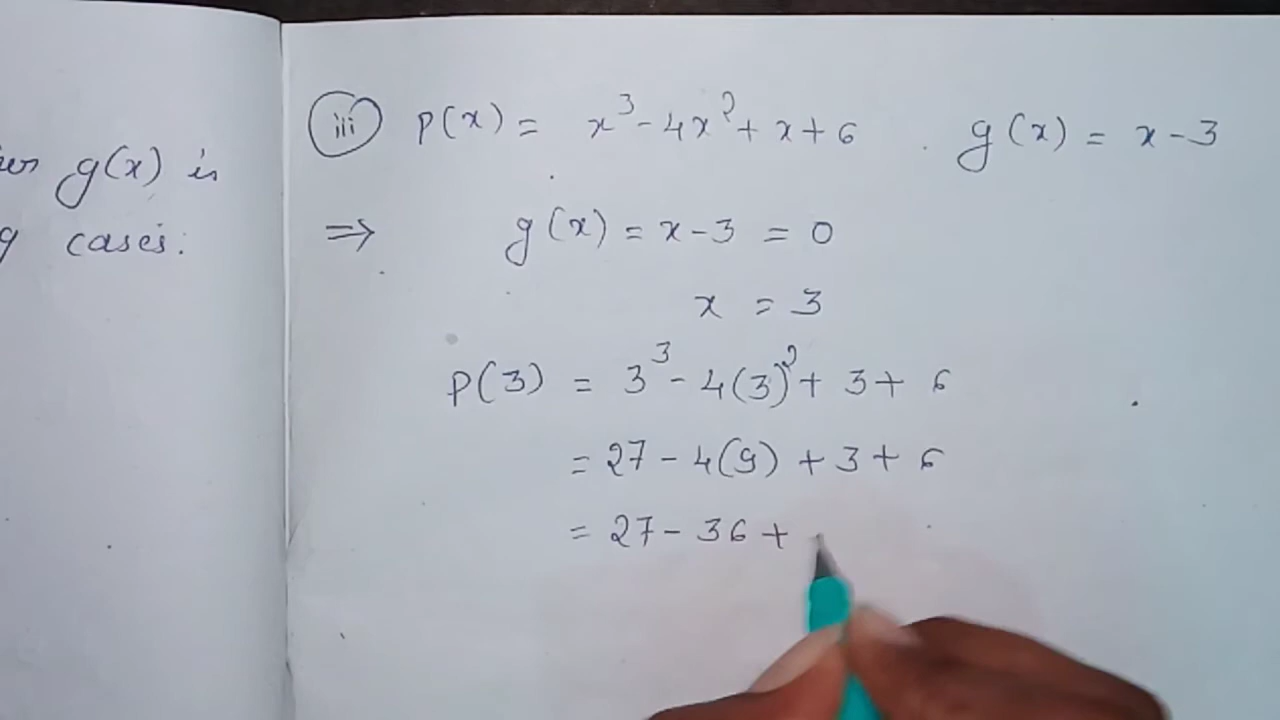 g(x) is
cases:
(iii) p(x) = x³ - 4x² + x + 6 g(x) = x - 3
⇒ g(x) = x - 3 = 0
x = 3
p(3) = 3³ - 4(3)² + 3 + 6
= 27 - 4(9) + 3 + 6
= 27 - 36 +